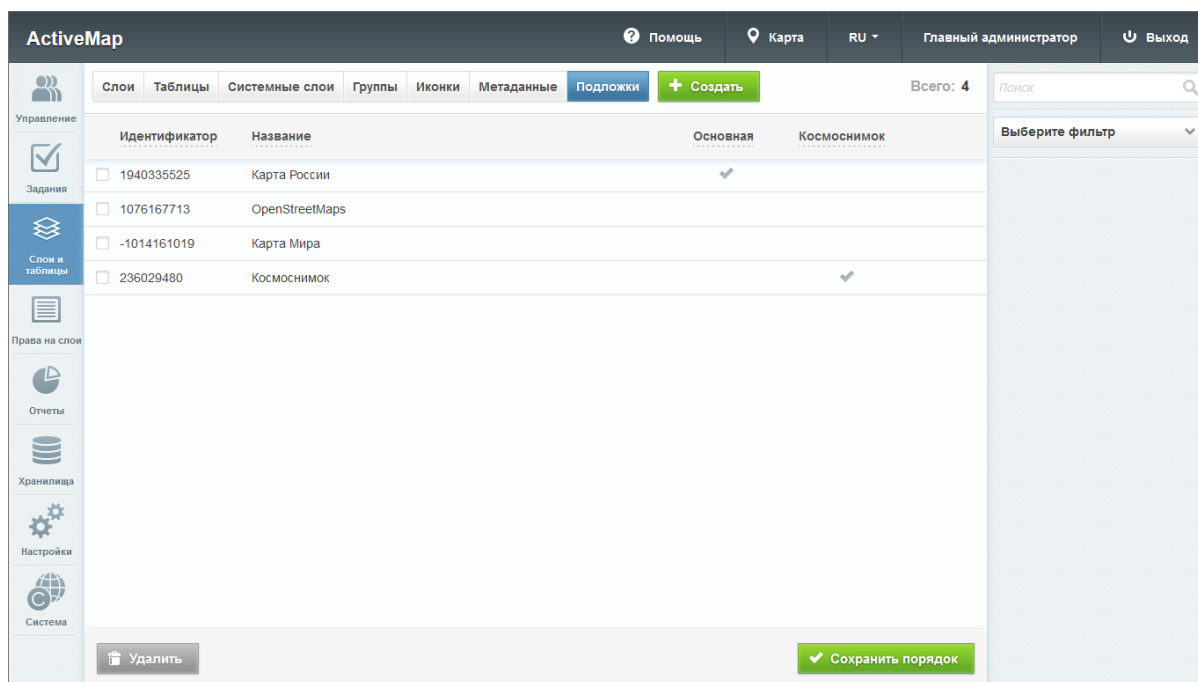 ActiveMap Помощь Карта RU Главный администратор Выход
Управление
Задания
Слои и
таблицы
Права на слои
Отчеты
Хранилища
Настройки
Система
Слои Таблицы Системные слои Группы Иконки Метаданные Подложки Создать Всего: 4
Идентификатор Название Основная Космоснимок
1940335525 Карта России
1076167713 OpenStreetMaps
-1014161019 Карта Мира
236029480 Космоснимок
Удалить Сохранить порядок
Поиск
Выберите фильтр